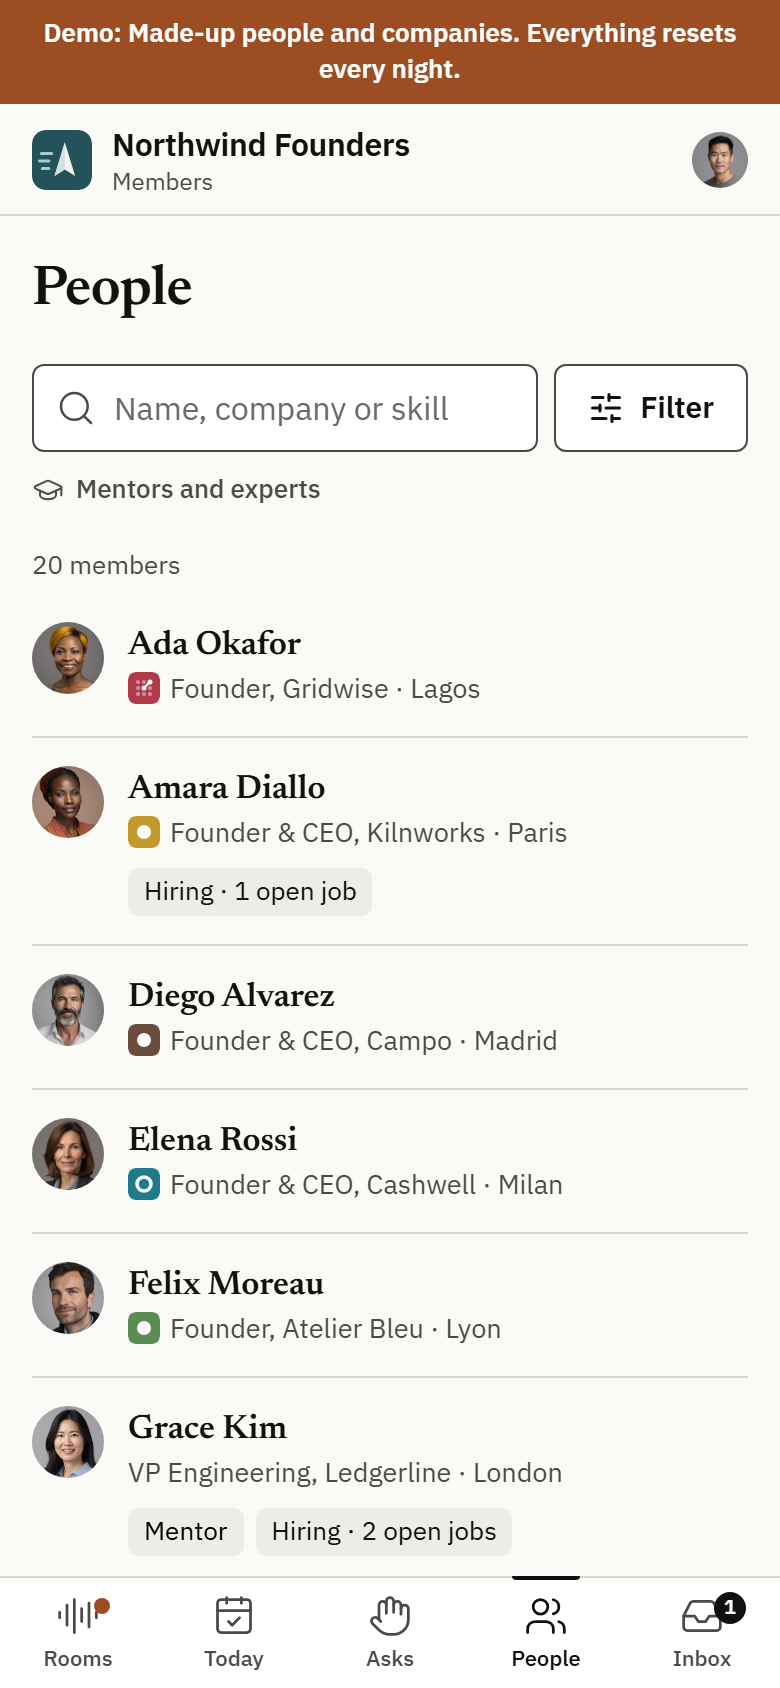 Demo: Made-up people and companies. Everything resets
every night.
Northwind Founders
Members
People
Name, company or skill
Filter
Mentors and experts
20 members
Ada Okafor
Founder, Gridwise · Lagos
Amara Diallo
Founder & CEO, Kilnworks · Paris
Hiring · 1 open job
Diego Alvarez
Founder & CEO, Campo · Madrid
Elena Rossi
Founder & CEO, Cashwell · Milan
Felix Moreau
Founder, Atelier Bleu · Lyon
Grace Kim
VP Engineering, Ledgerline · London
Mentor
Hiring · 2 open jobs
1
Rooms
Today
Asks
People
Inbox